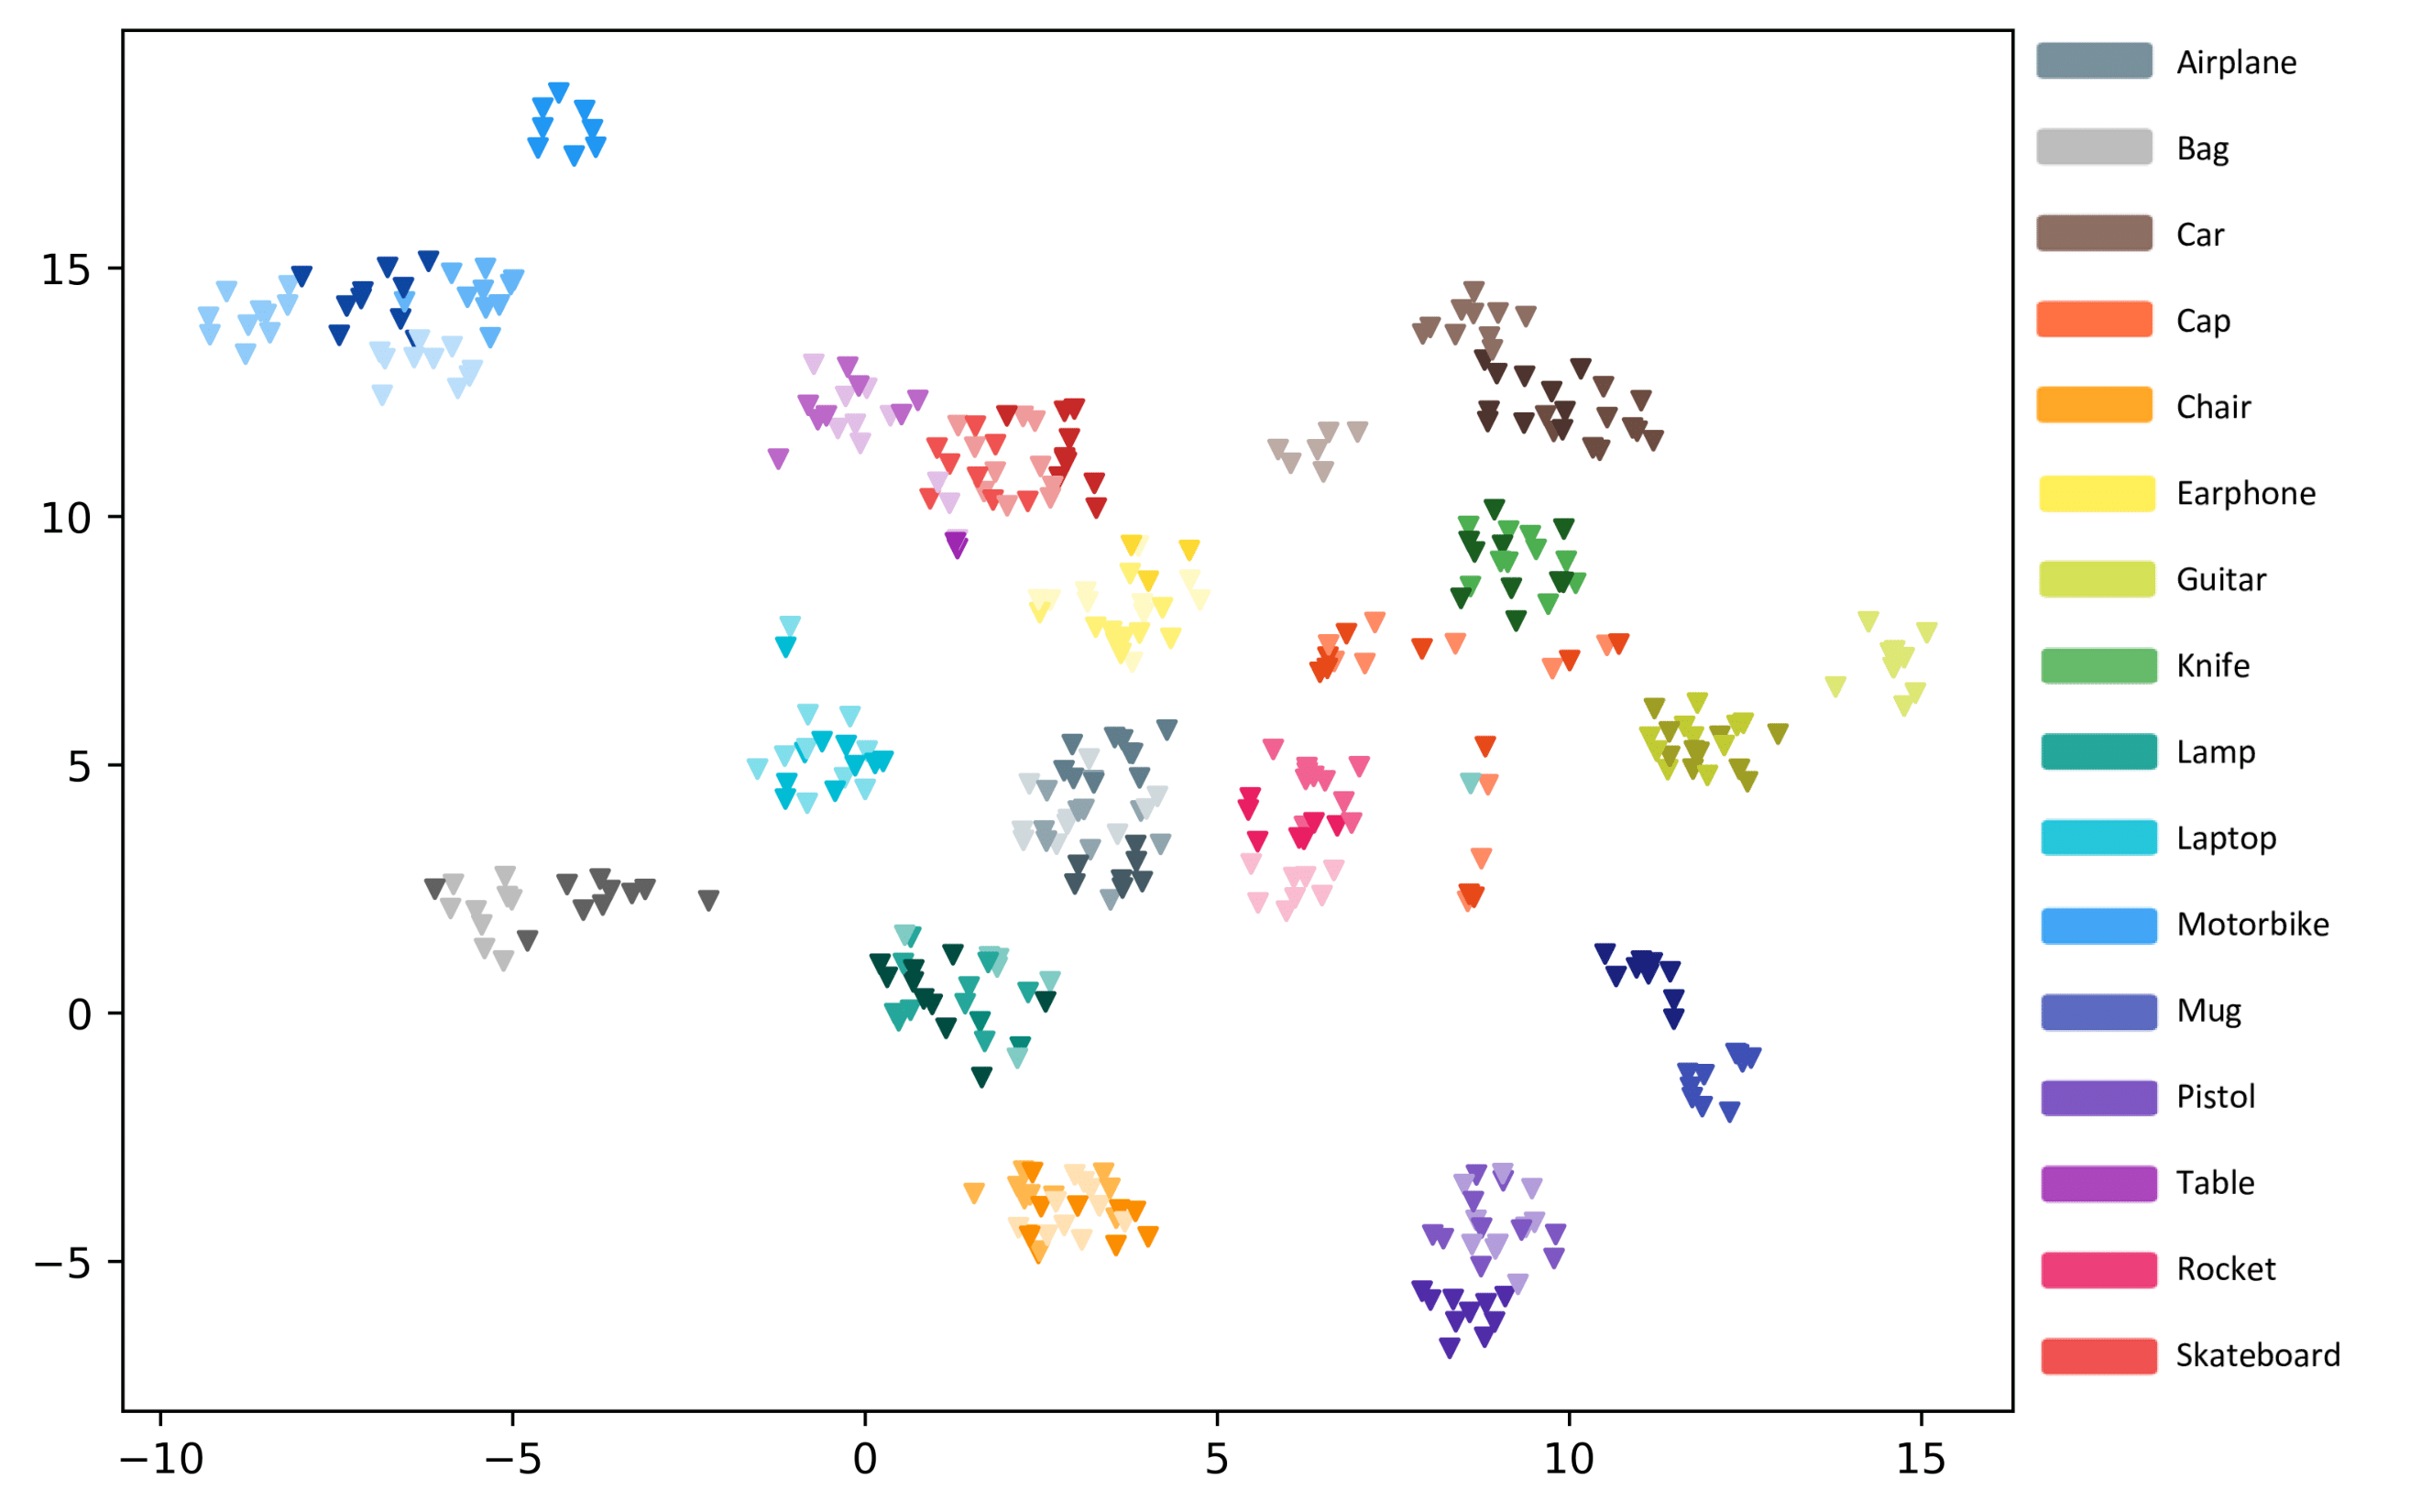 15
10
5
0
−5
−10
−5
0
5
10
15
Airplane
Bag
Car
Cap
Chair
Earphone
Guitar
Knife
Lamp
Laptop
Motorbike
Mug
Pistol
Table
Rocket
Skateboard